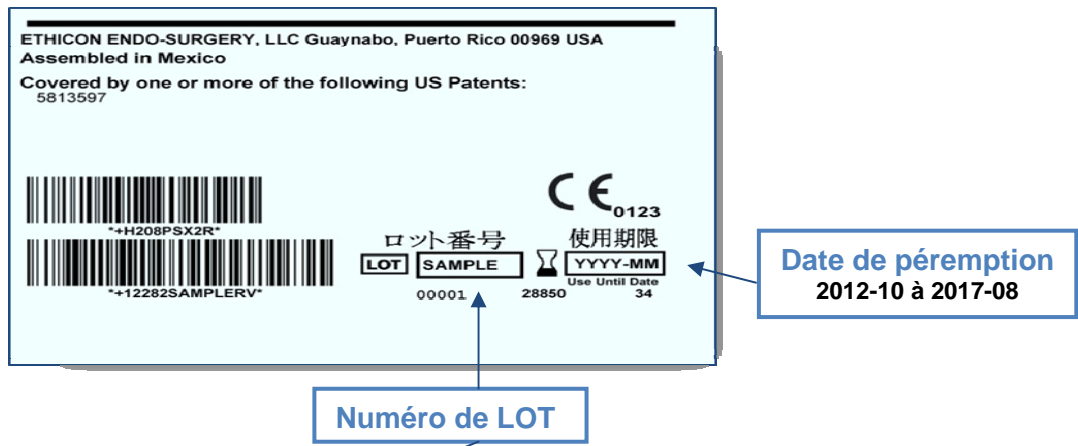 ETHICON ENDO-SURGERY, LLC Guaynabo, Puerto Rico 00969 USA
Assembled in Mexico
Covered by one or more of the following US Patents:
5813597
CE0123
*+H208PSX2R*
ロット番号
使用期限
LOT SAMPLE
YYYY-MM
Use Until Date
*+12282SAMPLERV*
00001
28850
34
Date de péremption
2012-10 à 2017-08
Numéro de LOT